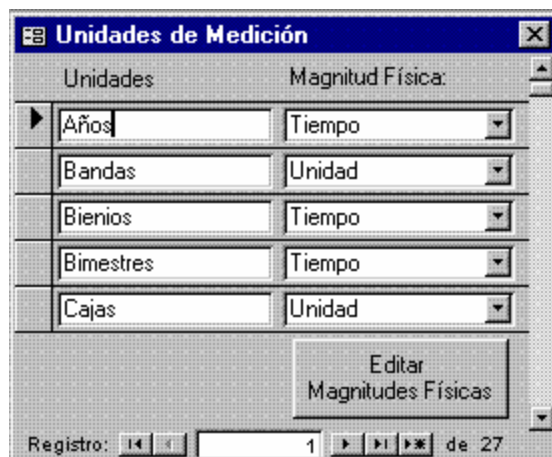 Unidades de Medición
Unidades Magnitud Física:
Años Tiempo
Bandas Unidad
Bienios Tiempo
Bimestres Tiempo
Cajas Unidad
Editar
Magnitudes Físicas
Registro: 1 de 27